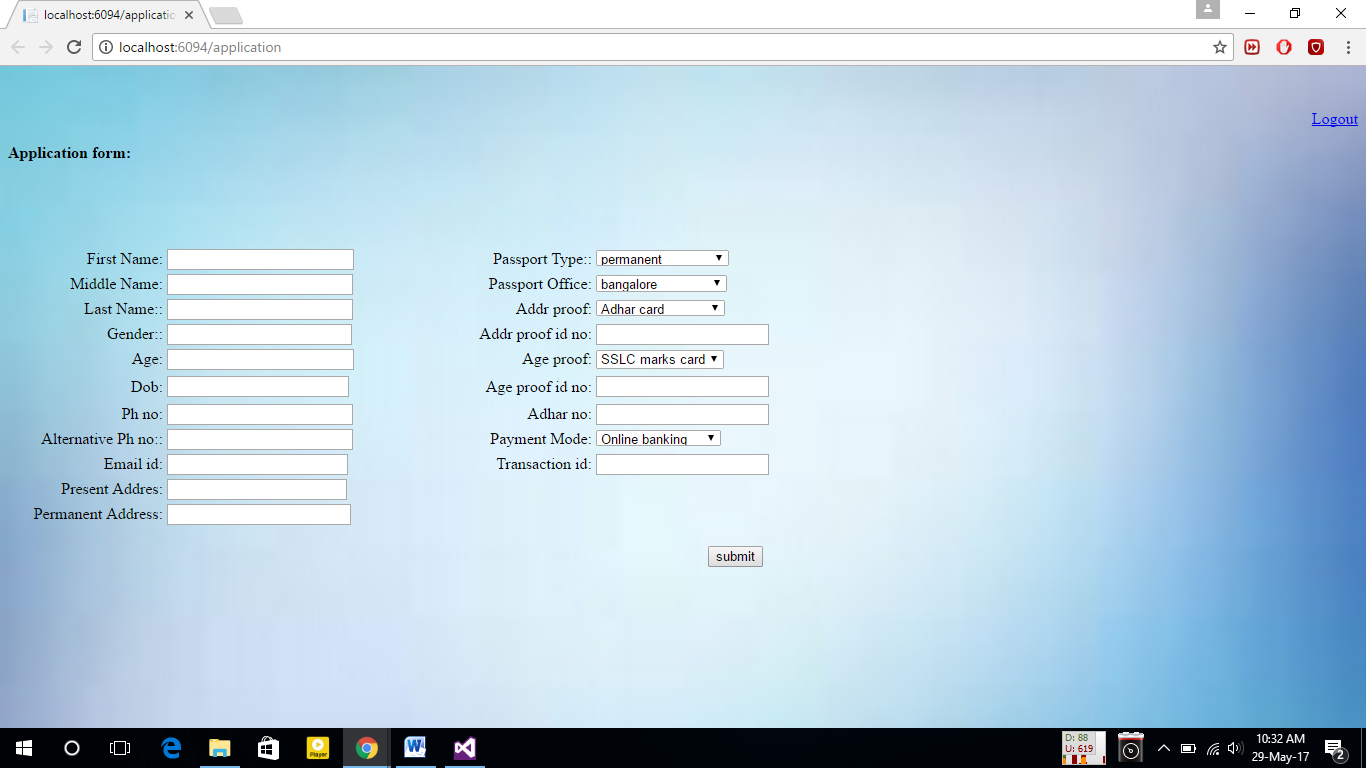 localhost:6094/applicatio
localhost:6094/application
Logout
Application form:
First Name:
Middle Name:
Last Name::
Gender::
Age:
Dob:
Ph no:
Alternative Ph no::
Email id:
Present Addres:
Permanent Address:
Passport Type:: permanent
Passport Office: bangalore
Addr proof: Adhar card
Addr proof id no:
Age proof: SSLC marks card
Age proof id no:
Adhar no:
Payment Mode: Online banking
Transaction id:
submit
Player
D: 88
U: 619
10:32 AM
29-May-17
2